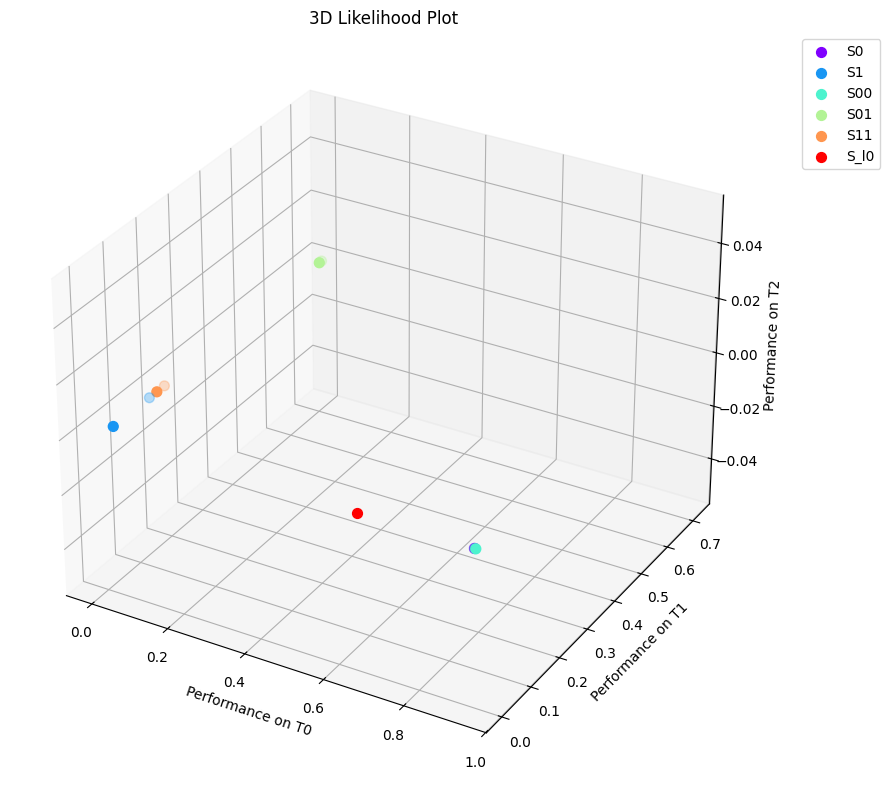 3D Likelihood Plot
S0
S1
S00
S01
S11
S_l0
0.04
0.02
0.00
−0.02
−0.04
Performance on T2
0.7
0.6
0.5
0.4
0.3
0.2
0.1
0.0
Performance on T1
0.0
0.2
0.4
0.6
0.8
1.0
Performance on T0